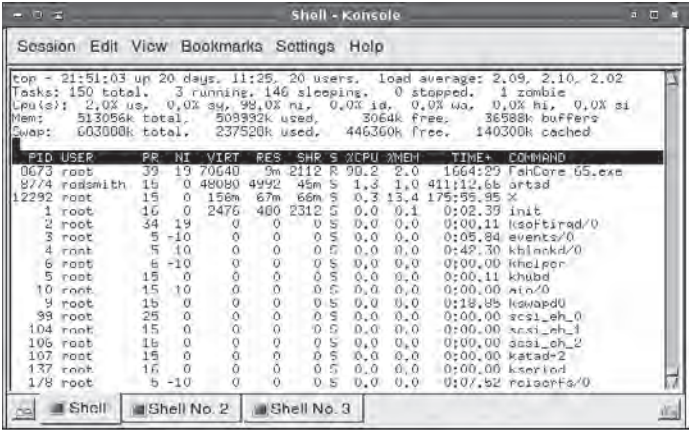 Shell - Konsole
Session Edit View Bookmarks Settings Help
top - 21:51:03 up 20 days, 11:25, 20 users, load average: 2.09, 2.10, 2.02
Tasks: 150 total, 3 running, 146 sleeping, 0 stopped, 1 zombie
Cpu(s): 2.0% us, 0.0% sy, 98.0% ni, 0.0% id, 0.0% wa, 0.0% hi, 0.0% si
Mem: 513056k total, 509992k used, 3064k free, 36588k buffers
Swap: total, 237520k used, 446360k free, 140300k cached
PID USER PR NI VIRT RES SHR S %CPU %MEM TIME+ COMMAND
root 39 19 70640 9m 2112 R 2.0 1664:29 FahCore_65.exe
8774 rodsmith 15 0 48080 4992 45m S 1.3 1.0 411:12.66 artsd
12292 root 15 0 156m 67m 66m S 0.3 13.4 175:55.95 X
1 root 16 0 2476 480 2312 S 0.0 0.1 0:02.39 init
2 root 34 19 0 0 0 S 0.0 0.0 0:00.11 ksoftirqd/0
3 root 5 -10 0 0 0 S 0.0 0.0 0:05.84 events/0
4 root 5 -10 0 0 0 S 0.0 0.0 0:42.30 kblockd/0
6 root -10 0 0 0 S 0.0 0.0 0:00.00 khelper
5 root 15 0 0 0 0 S 0.0 0.0 0:00.11 khubd
10 root 15 -10 0 0 0 S 0.0 0.0 0:00.00 aio/0
9 root 15 0 0 0 0 S 0.0 0.0 0:18.85 kswapd0
99 root 25 0 0 0 0 S 0.0 0.0 0:00.00 scsi_eh_0
104 root 15 0 0 0 0 S 0.0 0.0 0:00.00 scsi_eh_1
106 root 16 0 0 0 0 S 0.0 0.0 0:00.00 scsi_eh_2
107 root 15 0 0 0 0 S 0.0 0.0 0:00.00 katad-2
137 root 16 0 0 0 0 S 0.0 0.0 0:00.00 kseriod
178 root 5 -10 0 0 0 S 0.0 0.0 0:07.52 reiserfs/0
Shell Shell No. 2 Shell No. 3